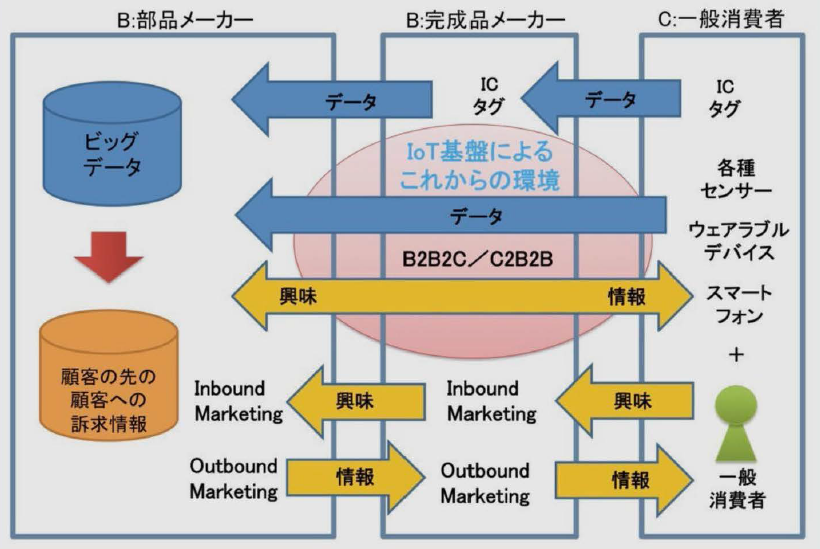 B:部品メーカー
B:完成品メーカー
C:一般消費者
データ
IC
タグ
データ
IC
タグ
ビッグ
データ
IoT基盤による
これからの環境
各種
センサー
データ
ウェアラブル
デバイス
B2B2C／C2B2B
興味
情報
スマート
フォン
+
顧客の先の
顧客への
訴求情報
Inbound
Marketing
興味
Inbound
Marketing
興味
Outbound
Marketing
情報
Outbound
Marketing
情報
一般
消費者